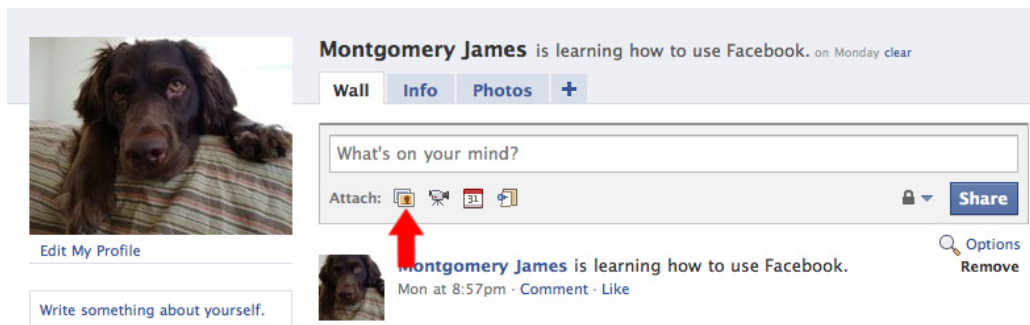 Montgomery James is learning how to use Facebook. on Monday clear
Wall Info Photos +
What's on your mind?
Attach: 31 Share
Edit My Profile
Options
Montgomery James is learning how to use Facebook. Remove
Mon at 8:57pm · Comment · Like
Write something about yourself.